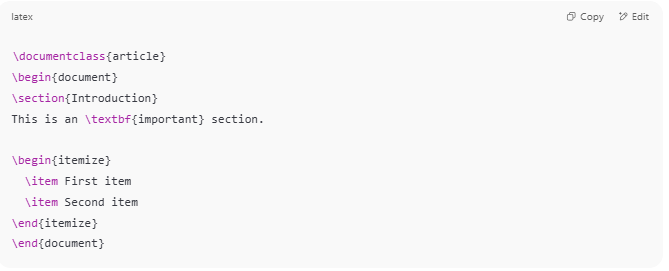 latex
Copy
Edit
\documentclass{article}
\begin{document}
\section{Introduction}
This is an \textbf{important} section.

\begin{itemize}
  \item First item
  \item Second item
\end{itemize}
\end{document}